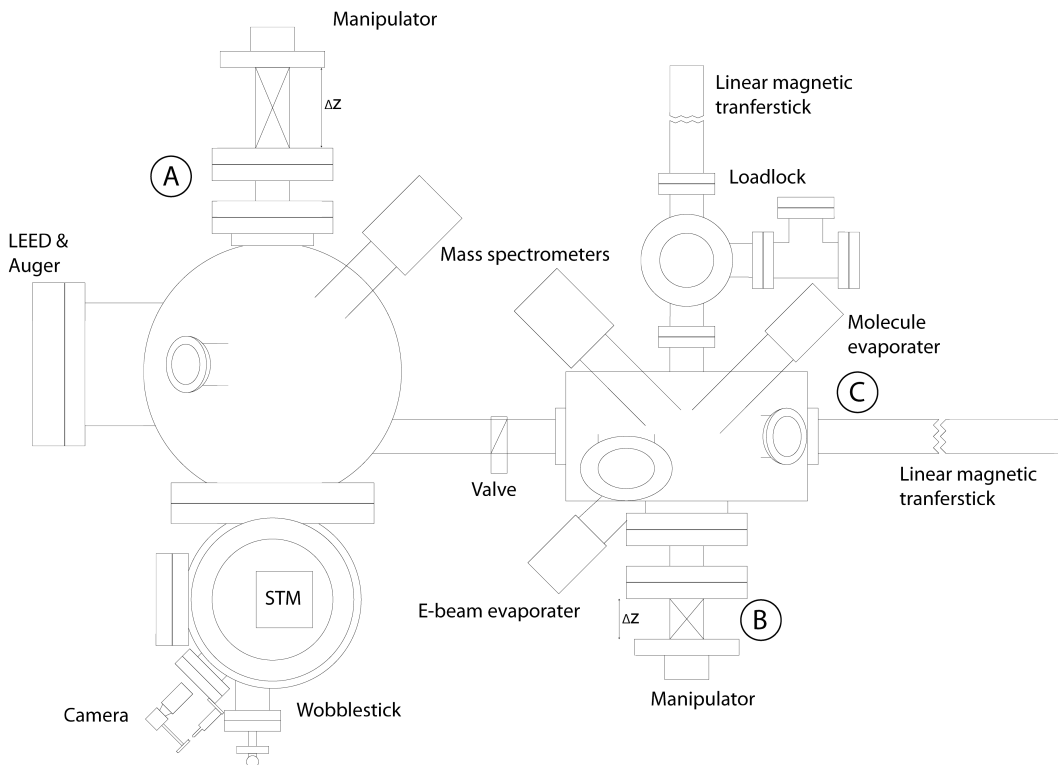 Manipulator
ΔZ
A
LEED &
Auger
Mass spectrometers
Linear magnetic
tranferstick
Loadlock
Molecule
evaporater
C
Linear magnetic
tranferstick
Valve
STM
E-beam evaporater
ΔZ
B
Manipulator
Camera
Wobblestick